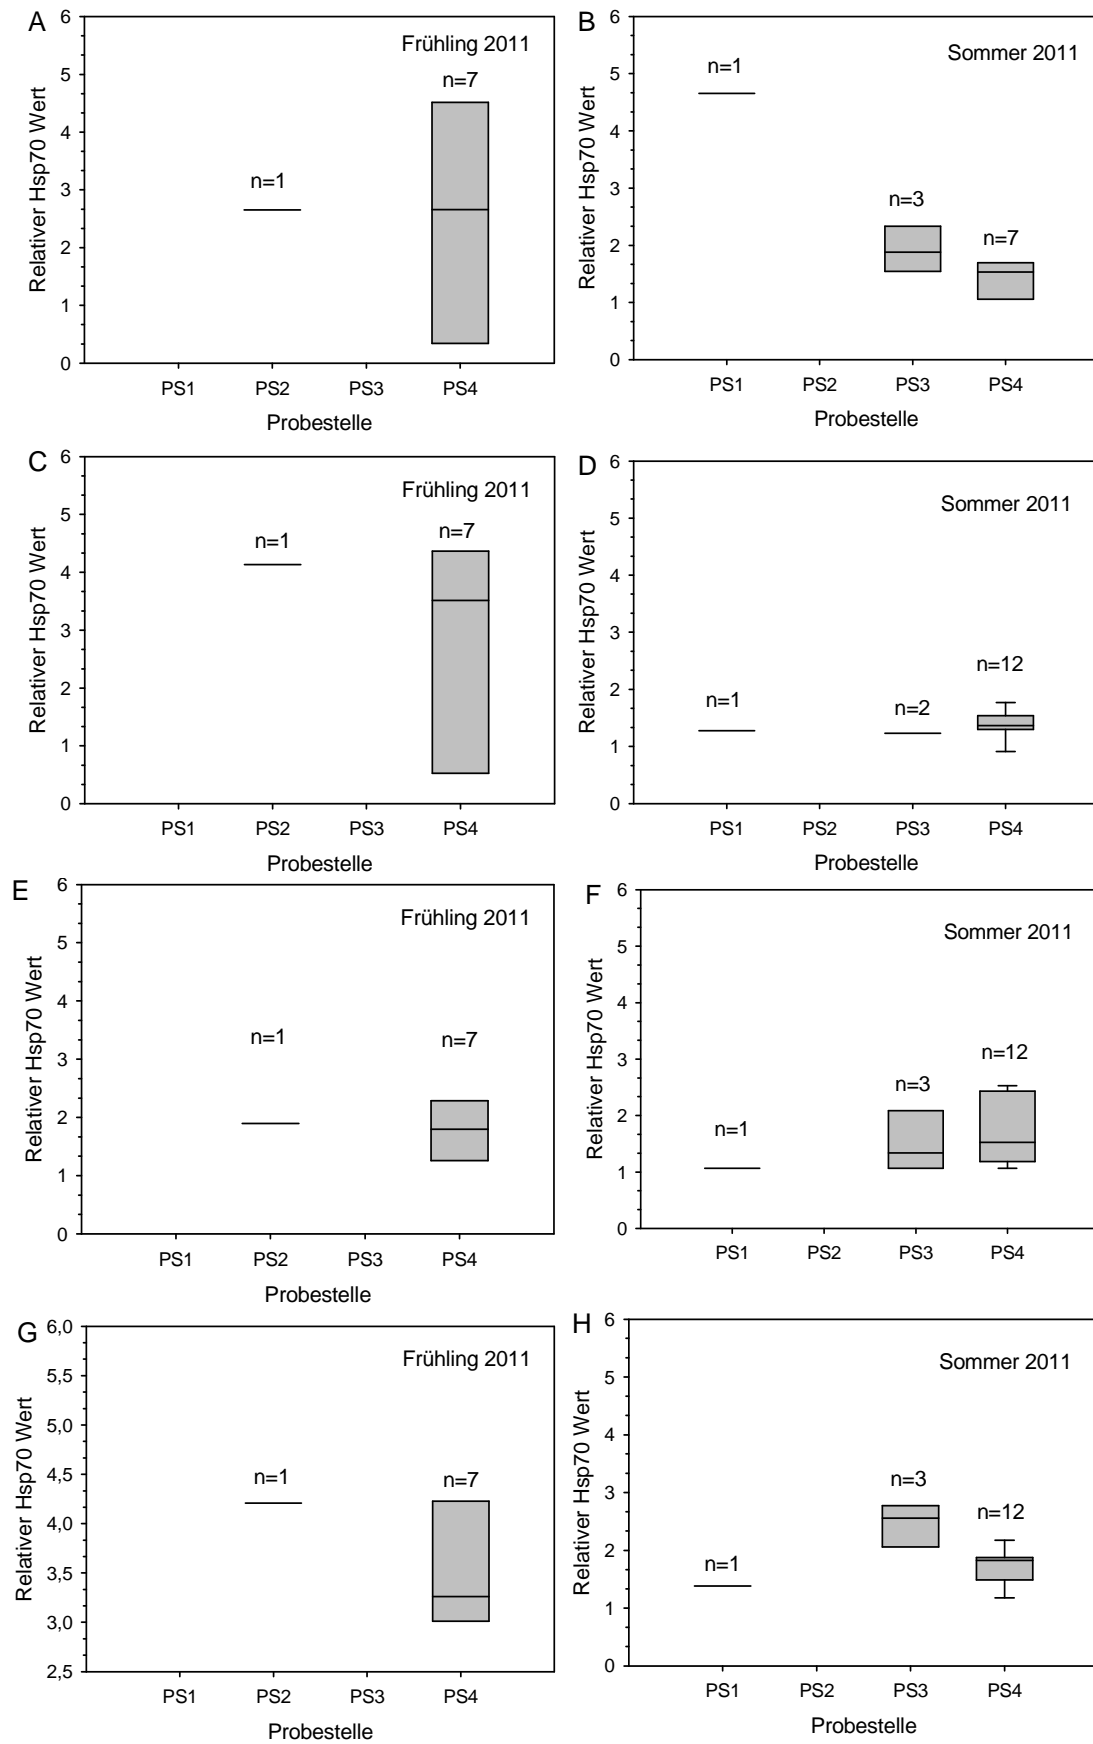 A
Frühling 2011
Relativer Hsp70 Wert
6
5
4
3
2
1
0
n=1
n=7
PS1 PS2 PS3 PS4
Probestelle
B
Sommer 2011
Relativer Hsp70 Wert
6
5
4
3
2
1
0
n=1
n=3
n=7
PS1 PS2 PS3 PS4
Probestelle
C
Frühling 2011
Relativer Hsp70 Wert
6
5
4
3
2
1
0
n=1
n=7
PS1 PS2 PS3 PS4
Probestelle
D
Sommer 2011
Relativer Hsp70 Wert
6
5
4
3
2
1
0
n=1
n=2
n=12
PS1 PS2 PS3 PS4
Probestelle
E
Frühling 2011
Relativer Hsp70 Wert
6
5
4
3
2
1
0
n=1
n=7
PS1 PS2 PS3 PS4
Probestelle
F
Sommer 2011
Relativer Hsp70 Wert
6
5
4
3
2
1
0
n=1
n=3
n=12
PS1 PS2 PS3 PS4
G
Frühling 2011
Relativer Hsp70 Wert
6,0
5,5
5,0
4,5
4,0
3,5
3,0
2,5
n=1
n=7
PS1 PS2 PS3 PS4
Probestelle
H
Sommer 2011
Relativer Hsp70 Wert
6
5
4
3
2
1
0
n=1
n=3
n=12
PS1 PS2 PS3 PS4
Probestelle